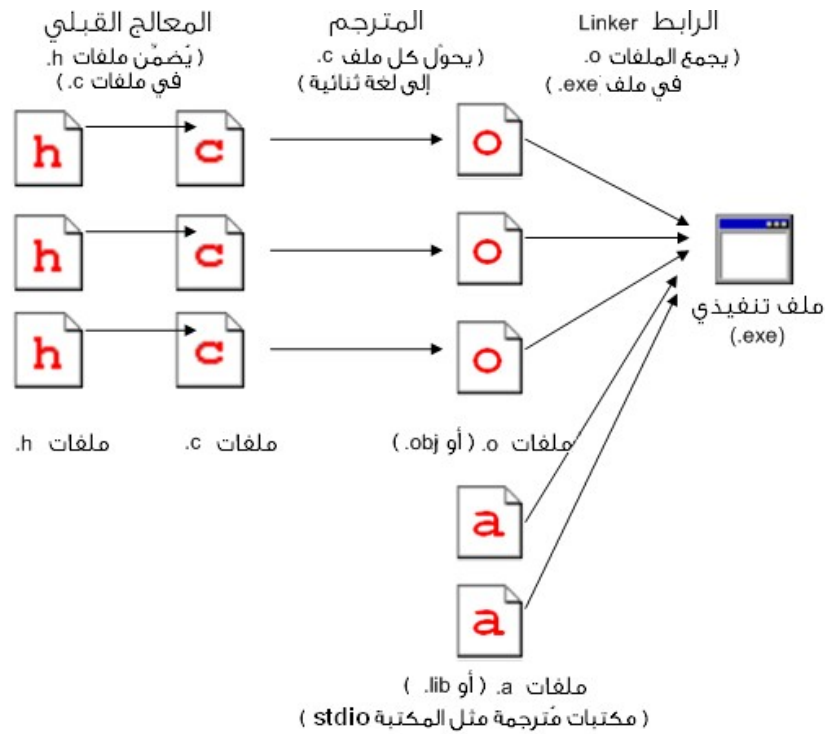 المعالج القبلي
( يُضمِّن ملفات h.
في ملفات c.)
المترجم
( يحوّل كل ملف c.
إلى لغة ثنائية )
الرابط Linker
( يجمع الملفات o.
في ملف exe.)
h
c
o
h
c
o
h
c
o
ملف تنفيذي
(.exe)
ملفات h.
ملفات c.
ملفات o. ( أو obj. )
a
a
ملفات a. ( أو lib. )
( مكتبات مُترجمة مثل المكتبة stdio )